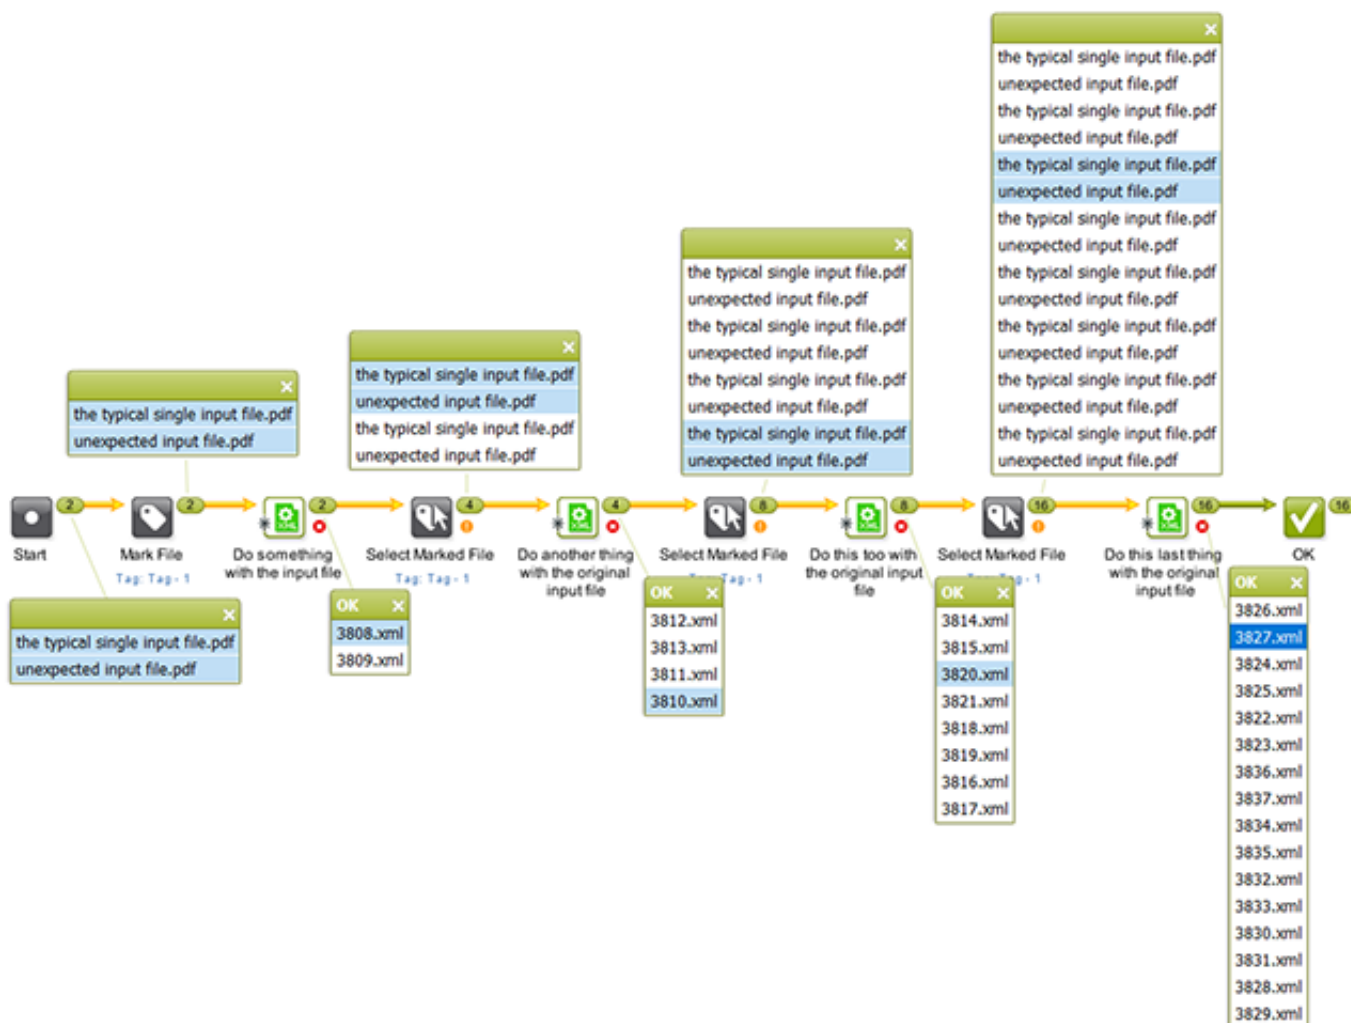 the typical single input file.pdf
unexpected input file.pdf
the typical single input file.pdf
unexpected input file.pdf
the typical single input file.pdf
unexpected input file.pdf
the typical single input file.pdf
unexpected input file.pdf
the typical single input file.pdf
unexpected input file.pdf
the typical single input file.pdf
unexpected input file.pdf
the typical single input file.pdf
unexpected input file.pdf
the typical single input file.pdf
unexpected input file.pdf
the typical single input file.pdf
unexpected input file.pdf
the typical single input file.pdf
unexpected input file.pdf
the typical single input file.pdf
unexpected input file.pdf
the typical single input file.pdf
unexpected input file.pdf
the typical single input file.pdf
unexpected input file.pdf
the typical single input file.pdf
unexpected input file.pdf
the typical single input file.pdf
unexpected input file.pdf
2
2
2
4
4
8
8
16
16
16
XML
XML
XML
XML
Start
Mark File
Tag: Tag - 1
Do something
with the input file
Select Marked File
Tag: Tag - 1
Do another thing
with the original
input file
Select Marked File
Tag - 1
Do this too with
the original input
file
Select Marked File
Tag - 1
Do this last thing
with the original
input file
OK
the typical single input file.pdf
unexpected input file.pdf
OK
3808.xml
3809.xml
OK
3812.xml
3813.xml
3811.xml
3810.xml
OK
3814.xml
3815.xml
3820.xml
3821.xml
3818.xml
3819.xml
3816.xml
3817.xml
OK
3826.xml
3827.xml
3824.xml
3825.xml
3822.xml
3823.xml
3836.xml
3837.xml
3834.xml
3835.xml
3832.xml
3833.xml
3830.xml
3831.xml
3828.xml
3829.xml